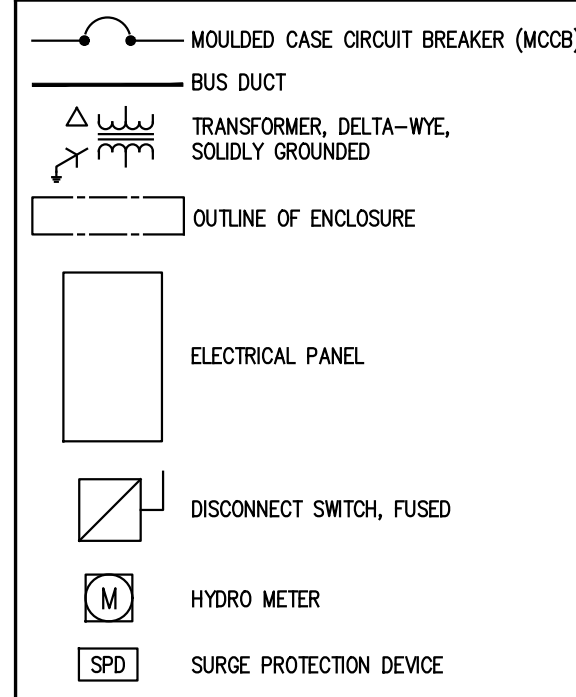 MOULDED CASE CIRCUIT BREAKER (MCCB)
BUS DUCT
TRANSFORMER, DELTA-WYE,
SOLIDLY GROUNDED
OUTLINE OF ENCLOSURE
ELECTRICAL PANEL
DISCONNECT SWITCH, FUSED
M HYDRO METER
SPD SURGE PROTECTION DEVICE